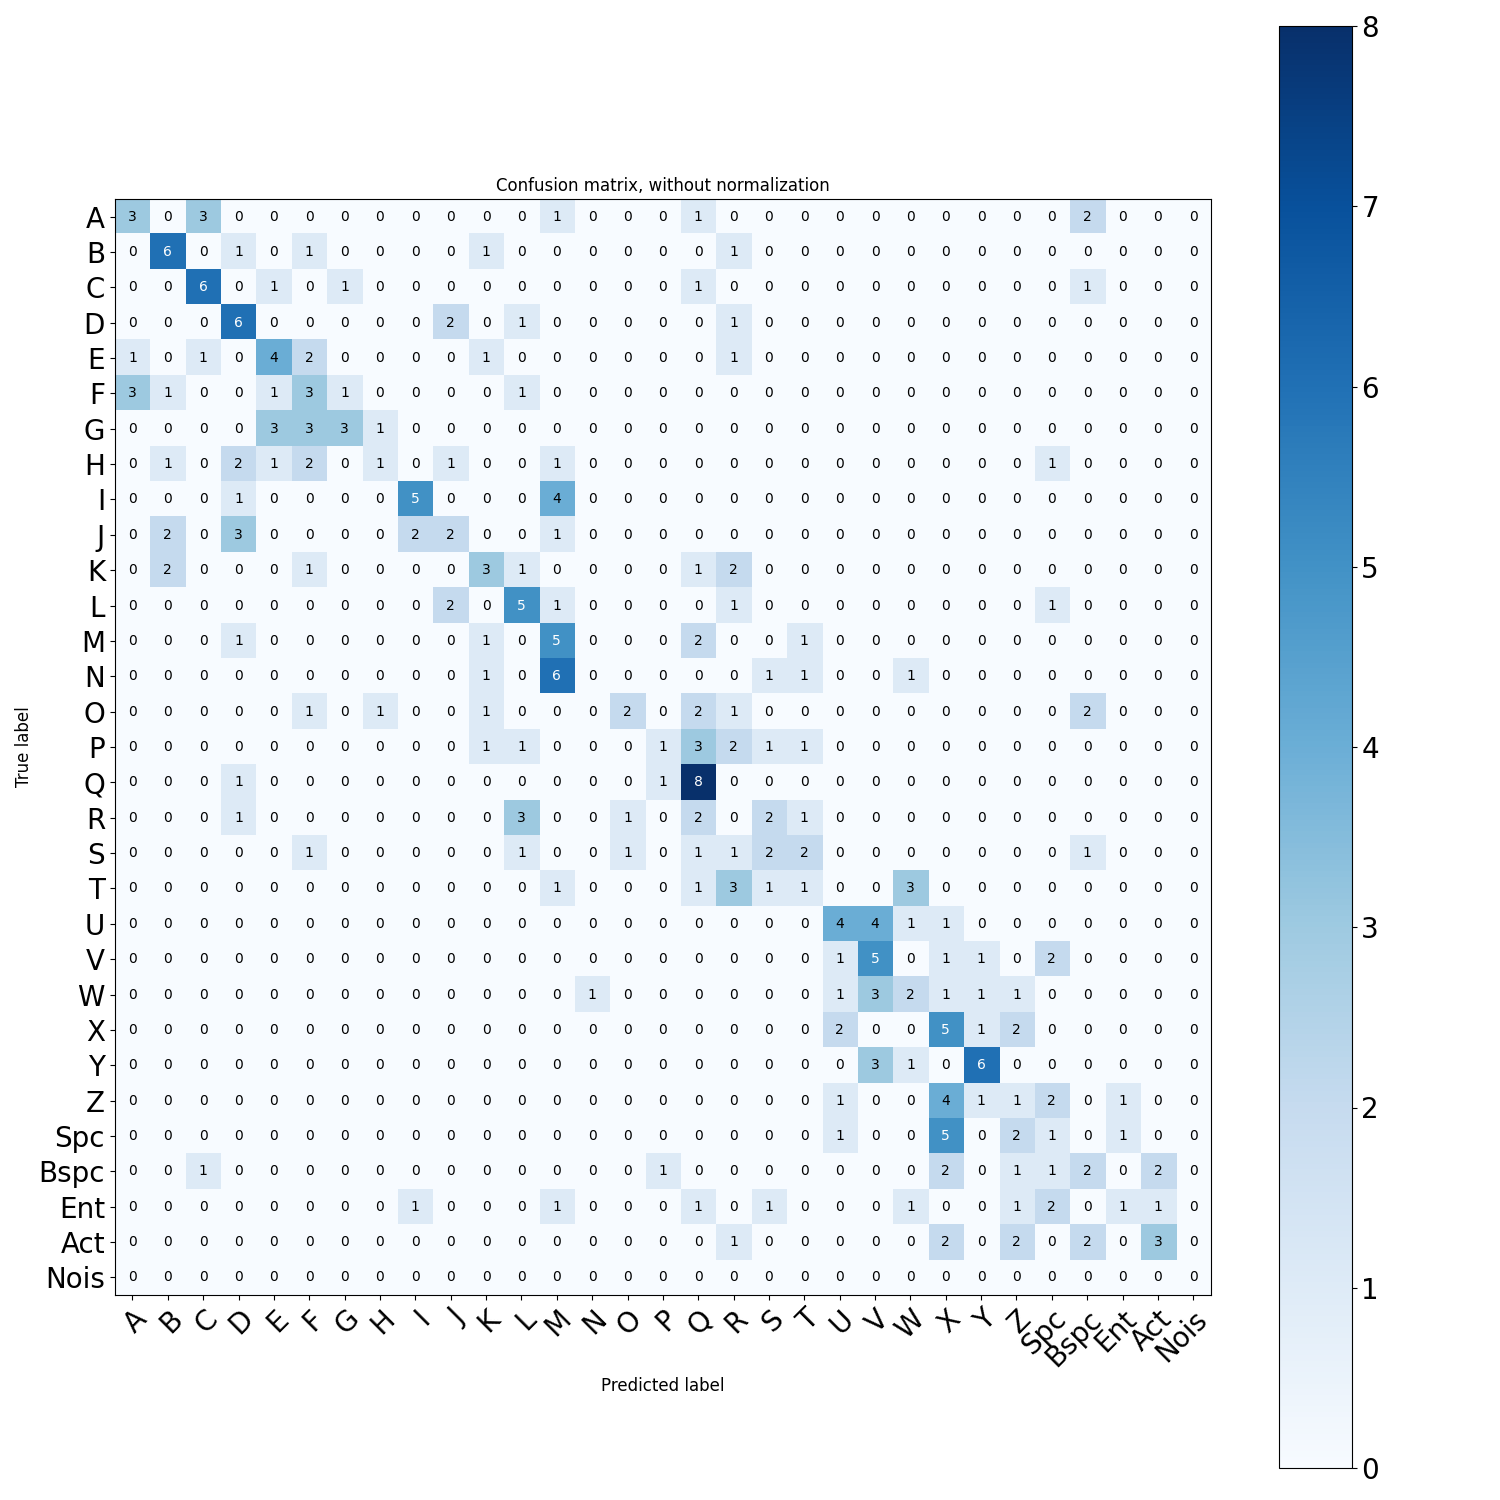 Confusion matrix, without normalization
A 3 0 3 0 0 0 0 0 0 0 0 0 1 0 0 0 1 0 0 0 0 0 0 0 0 0 0 2 0 0 0
B 0 6 0 1 0 1 0 0 0 0 1 0 0 0 0 0 0 1 0 0 0 0 0 0 0 0 0 0 0 0 0
C 0 0 6 0 1 0 1 0 0 0 0 0 0 0 0 0 1 0 0 0 0 0 0 0 0 0 0 1 0 0 0
D 0 0 0 6 0 0 0 0 0 2 0 1 0 0 0 0 0 1 0 0 0 0 0 0 0 0 0 0 0 0 0
E 1 0 1 0 4 2 0 0 0 0 1 0 0 0 0 0 0 1 0 0 0 0 0 0 0 0 0 0 0 0 0
F 3 1 0 0 1 3 1 0 0 0 0 1 0 0 0 0 0 0 0 0 0 0 0 0 0 0 0 0 0 0 0
G 0 0 0 0 3 3 3 1 0 0 0 0 0 0 0 0 0 0 0 0 0 0 0 0 0 0 0 0 0 0 0
H 0 1 0 2 1 2 0 1 0 1 0 0 1 0 0 0 0 0 0 0 0 0 0 0 0 0 1 0 0 0 0
I 0 0 0 1 0 0 0 0 5 0 0 0 4 0 0 0 0 0 0 0 0 0 0 0 0 0 0 0 0 0 0
J 0 2 0 3 0 0 0 0 2 2 0 0 1 0 0 0 0 0 0 0 0 0 0 0 0 0 0 0 0 0 0
K 0 2 0 0 0 1 0 0 0 0 3 1 0 0 0 0 1 2 0 0 0 0 0 0 0 0 0 0 0 0 0
L 0 0 0 0 0 0 0 0 0 2 0 5 1 0 0 0 0 1 0 0 0 0 0 0 0 0 1 0 0 0 0
M 0 0 0 1 0 0 0 0 0 0 1 0 5 0 0 0 2 0 0 1 0 0 0 0 0 0 0 0 0 0 0
N 0 0 0 0 0 0 0 0 0 0 1 0 6 0 0 0 0 0 1 1 0 0 1 0 0 0 0 0 0 0 0
O 0 0 0 0 0 1 0 1 0 0 1 0 0 0 2 0 2 1 0 0 0 0 0 0 0 0 0 2 0 0 0
P 0 0 0 0 0 0 0 0 0 0 1 1 0 0 0 1 3 2 1 1 0 0 0 0 0 0 0 0 0 0 0
Q 0 0 0 1 0 0 0 0 0 0 0 0 0 0 0 1 8 0 0 0 0 0 0 0 0 0 0 0 0 0 0
R 0 0 0 1 0 0 0 0 0 0 0 3 0 0 1 0 2 0 2 1 0 0 0 0 0 0 0 0 0 0 0
S 0 0 0 0 0 1 0 0 0 0 0 1 0 0 1 0 1 1 2 2 0 0 0 0 0 0 0 1 0 0 0
T 0 0 0 0 0 0 0 0 0 0 0 0 1 0 0 0 1 3 1 1 0 0 3 0 0 0 0 0 0 0 0
U 0 0 0 0 0 0 0 0 0 0 0 0 0 0 0 0 0 0 0 0 4 4 1 1 0 0 0 0 0 0 0
V 0 0 0 0 0 0 0 0 0 0 0 0 0 0 0 0 0 0 0 0 1 5 0 1 1 0 2 0 0 0 0
W 0 0 0 0 0 0 0 0 0 0 0 0 0 1 0 0 0 0 0 0 1 3 2 1 1 1 0 0 0 0 0
X 0 0 0 0 0 0 0 0 0 0 0 0 0 0 0 0 0 0 0 0 2 0 0 5 1 2 0 0 0 0 0
Y 0 0 0 0 0 0 0 0 0 0 0 0 0 0 0 0 0 0 0 0 0 3 1 0 6 0 0 0 0 0 0
Z 0 0 0 0 0 0 0 0 0 0 0 0 0 0 0 0 0 0 0 0 1 0 0 4 1 1 2 0 1 0 0
Spc 0 0 0 0 0 0 0 0 0 0 0 0 0 0 0 0 0 0 0 0 1 0 0 5 0 2 1 0 1 0 0
Bspc 0 0 1 0 0 0 0 0 0 0 0 0 0 0 0 1 0 0 0 0 0 0 0 2 0 1 1 2 0 2 0
Ent 0 0 0 0 0 0 0 0 1 0 0 0 1 0 0 0 1 0 1 0 0 0 1 0 0 1 2 0 1 1 0
Act 0 0 0 0 0 0 0 0 0 0 0 0 0 0 0 0 0 1 0 0 0 0 0 2 0 2 0 2 0 3 0
Nois 0 0 0 0 0 0 0 0 0 0 0 0 0 0 0 0 0 0 0 0 0 0 0 0 0 0 0 0 0 0 0
A B C D E F G H I J K L M N O P Q R S T U V W X Y Z Spc Bspc Ent Act Nois
Predicted label
True label
8
7
6
5
4
3
2
1
0